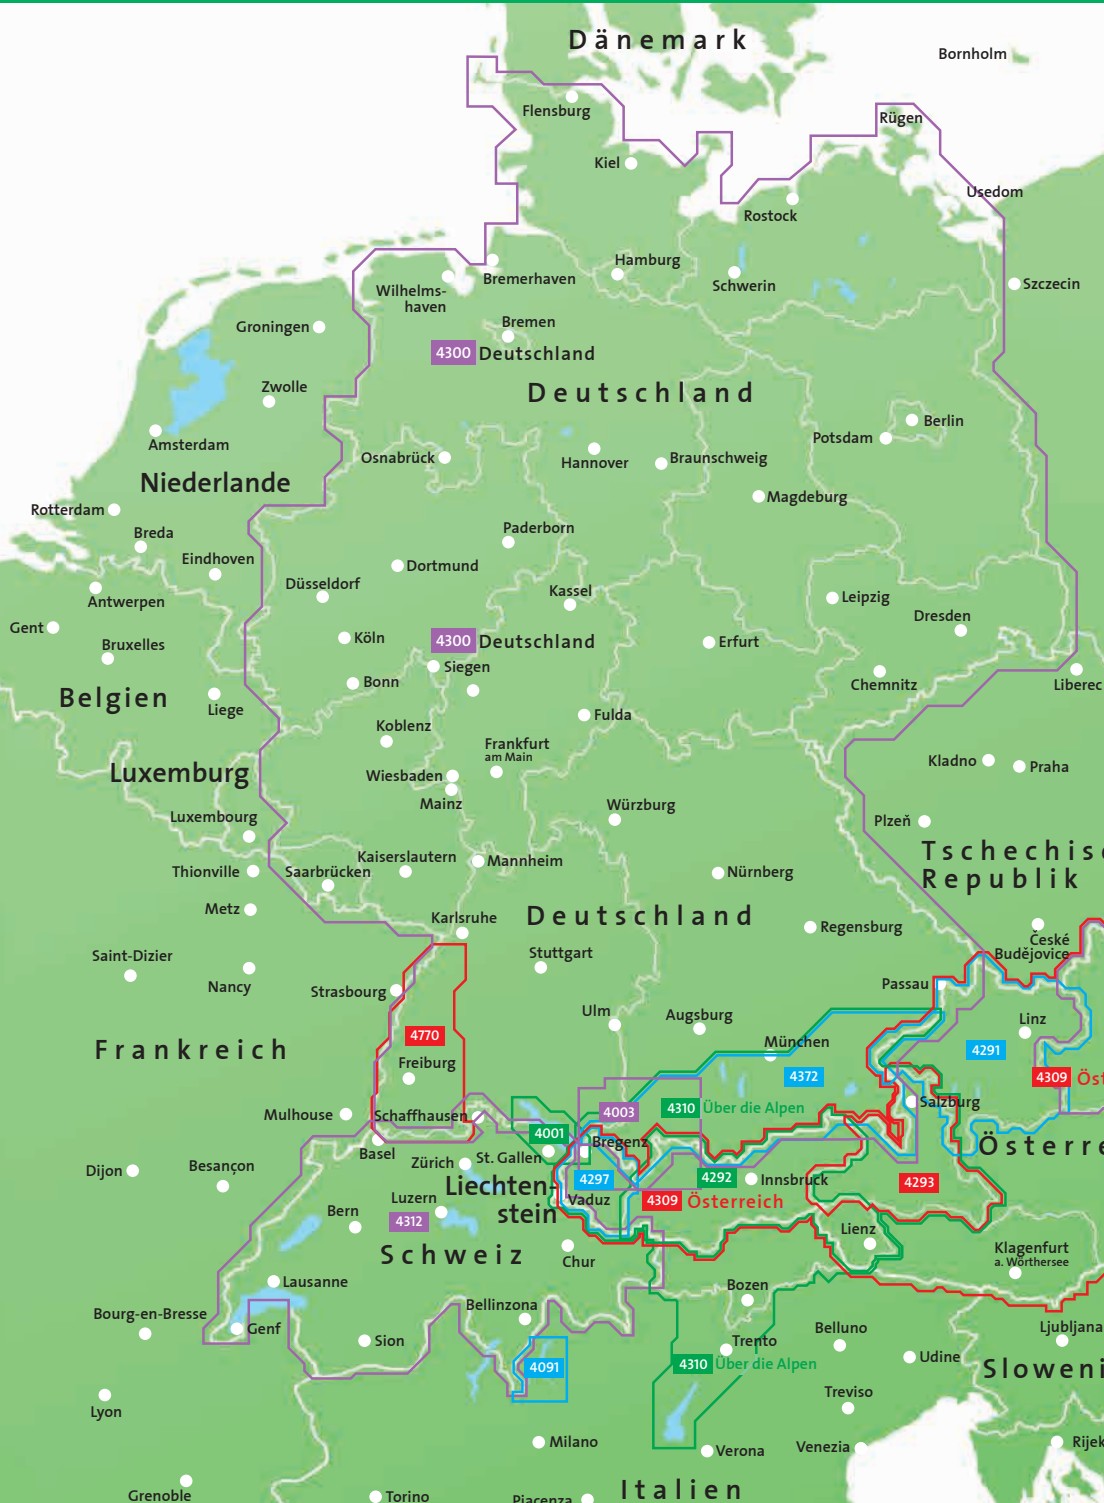 Dänemark
Bornholm
Flensburg
Rügen
Kiel
Usedom
Rostock
Hamburg
Bremerhaven
Schwerin
Szczecin
Wilhelms-
haven
Bremen
Groningen
4300 Deutschland
Zwolle
Deutschland
Berlin
Potsdam
Amsterdam
Osnabrück
Hannover
Braunschweig
Niederlande
Magdeburg
Rotterdam
Breda
Paderborn
Eindhoven
Dortmund
Düsseldorf
Kassel
Leipzig
Antwerpen
Dresden
Gent
Köln
4300 Deutschland
Erfurt
Bruxelles
Siegen
Bonn
Chemnitz
Liberec
Belgien
Liege
Fulda
Koblenz
Frankfurt
am Main
Kladno
Praha
Luxemburg
Wiesbaden
Mainz
Würzburg
Luxembourg
Plzeň
Tschechisc
Republik
Kaiserslautern
Mannheim
Thionville
Saarbrücken
Nürnberg
Metz
Karlsruhe
Deutschland
Regensburg
České
Budějovice
Saint-Dizier
Stuttgart
Nancy
Strasbourg
Passau
Ulm
Augsburg
Linz
4770
München
Frankreich
4291
Freiburg
4372
4309 Öst
Salzburg
Mulhouse
Schaffhausen
4003
4310 Über die Alpen
4001
Bregenz
Österre
Basel
Zürich
St. Gallen
Dijon
Besançon
4297
4292
Innsbruck
4293
Liechten-
stein
Vaduz
4309 Österreich
Luzern
Bern
4312
Lienz
Schweiz
Chur
Klagenfurt
a. Wörthersee
Lausanne
Bozen
Bourg-en-Bresse
Bellinzona
Genf
Sion
Trento
Belluno
Ljubljana
Udine
4091
4310 Über die Alpen
Sloweni
Treviso
Lyon
Milano
Verona
Venezia
Rijek
Italien
Grenoble
Torino
Piacenza